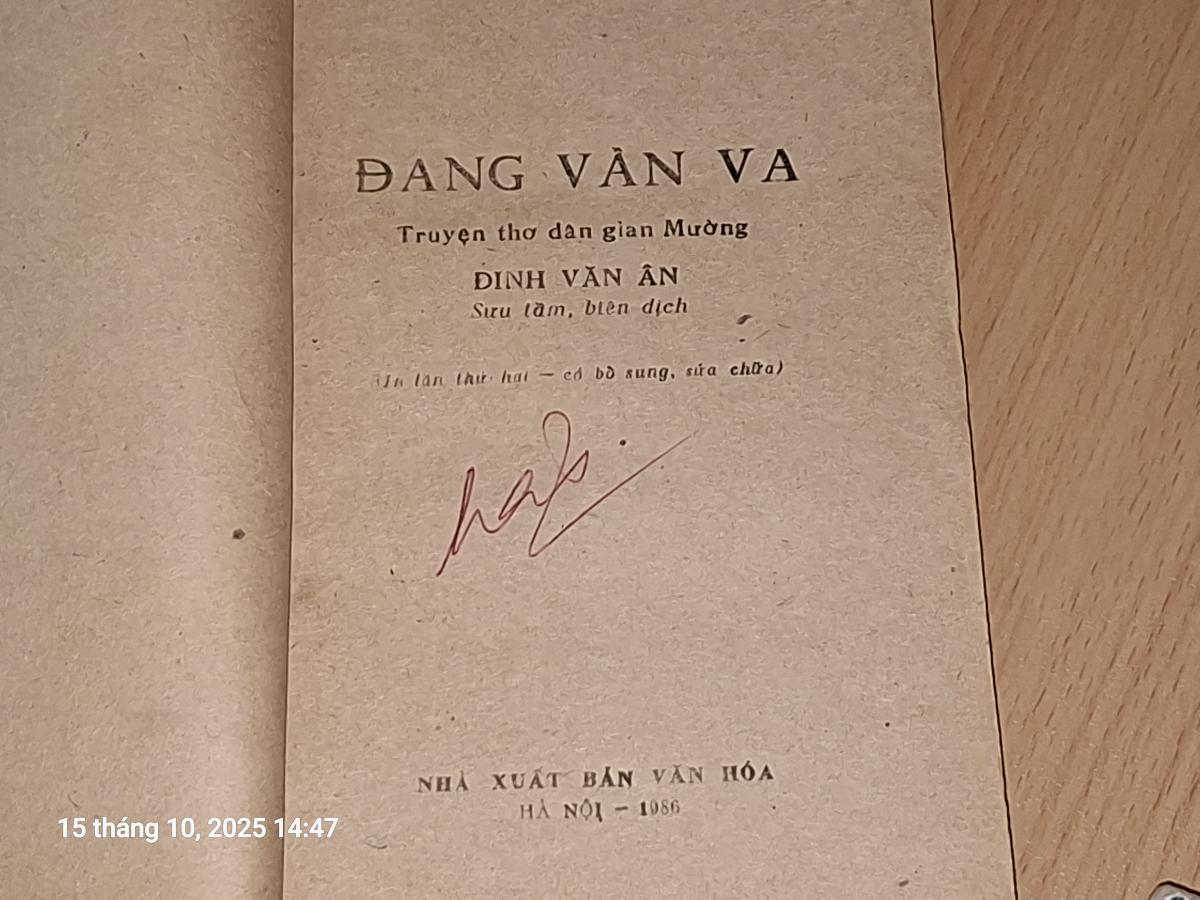 ĐANG VÀN VA
Truyện thơ dân gian Mường
ĐINH VĂN ÂN
Sưu tầm, biên dịch
(In lần thứ hai — có bổ sung, sửa chữa)
NHÀ XUẤT BẢN VĂN HÓA
HÀ NỘI — 1986
15 tháng 10, 2025 14:47